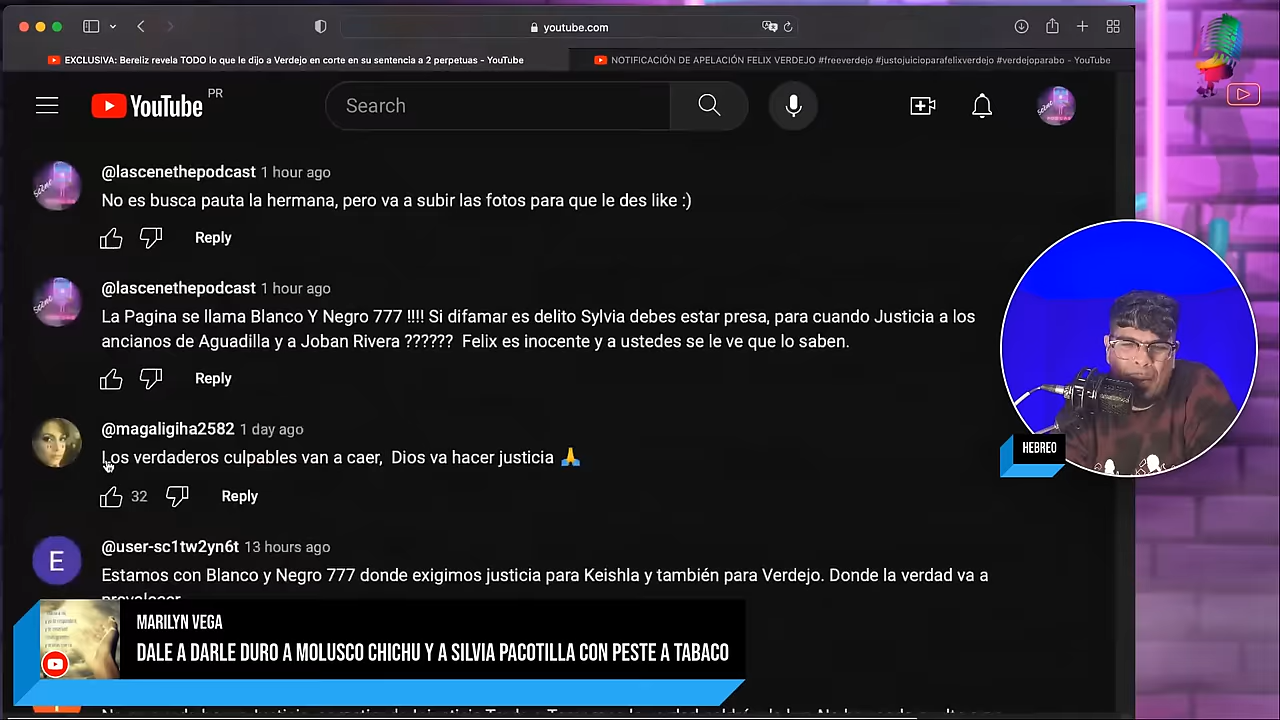 youtube.com
EXCLUSIVA: Bereliz revela TODO lo que le dijo a Verdejo en corte en su sentencia a 2 perpetuas - YouTube
NOTIFICACIÓN DE APELACIÓN FELIX VERDEJO #freeverdejo #justojuicioparafelixverdejo #verdejoparabo - YouTube
YouTube PR
Search
@lascenethepodcast 1 hour ago
No es busca pauta la hermana, pero va a subir las fotos para que le des like :)
Reply
@lascenethepodcast 1 hour ago
La Pagina se llama Blanco Y Negro 777 !!!! Si difamar es delito Sylvia debes estar presa, para cuando Justicia a los
ancianos de Aguadilla y a Joban Rivera ?????? Felix es inocente y a ustedes se le ve que lo saben.
Reply
@magaligiha2582 1 day ago
Los verdaderos culpables van a caer, Dios va hacer justicia 🙏
32 Reply
HEBREO
E
@user-sc1tw2yn6t 13 hours ago
Estamos con Blanco y Negro 777 donde exigimos justicia para Keishla y también para Verdejo. Donde la verdad va a
prevalecer
MARILYN VEGA
DALE A DARLE DURO A MOLUSCO CHICHU Y A SILVIA PACOTILLA CON PESTE A TABACO